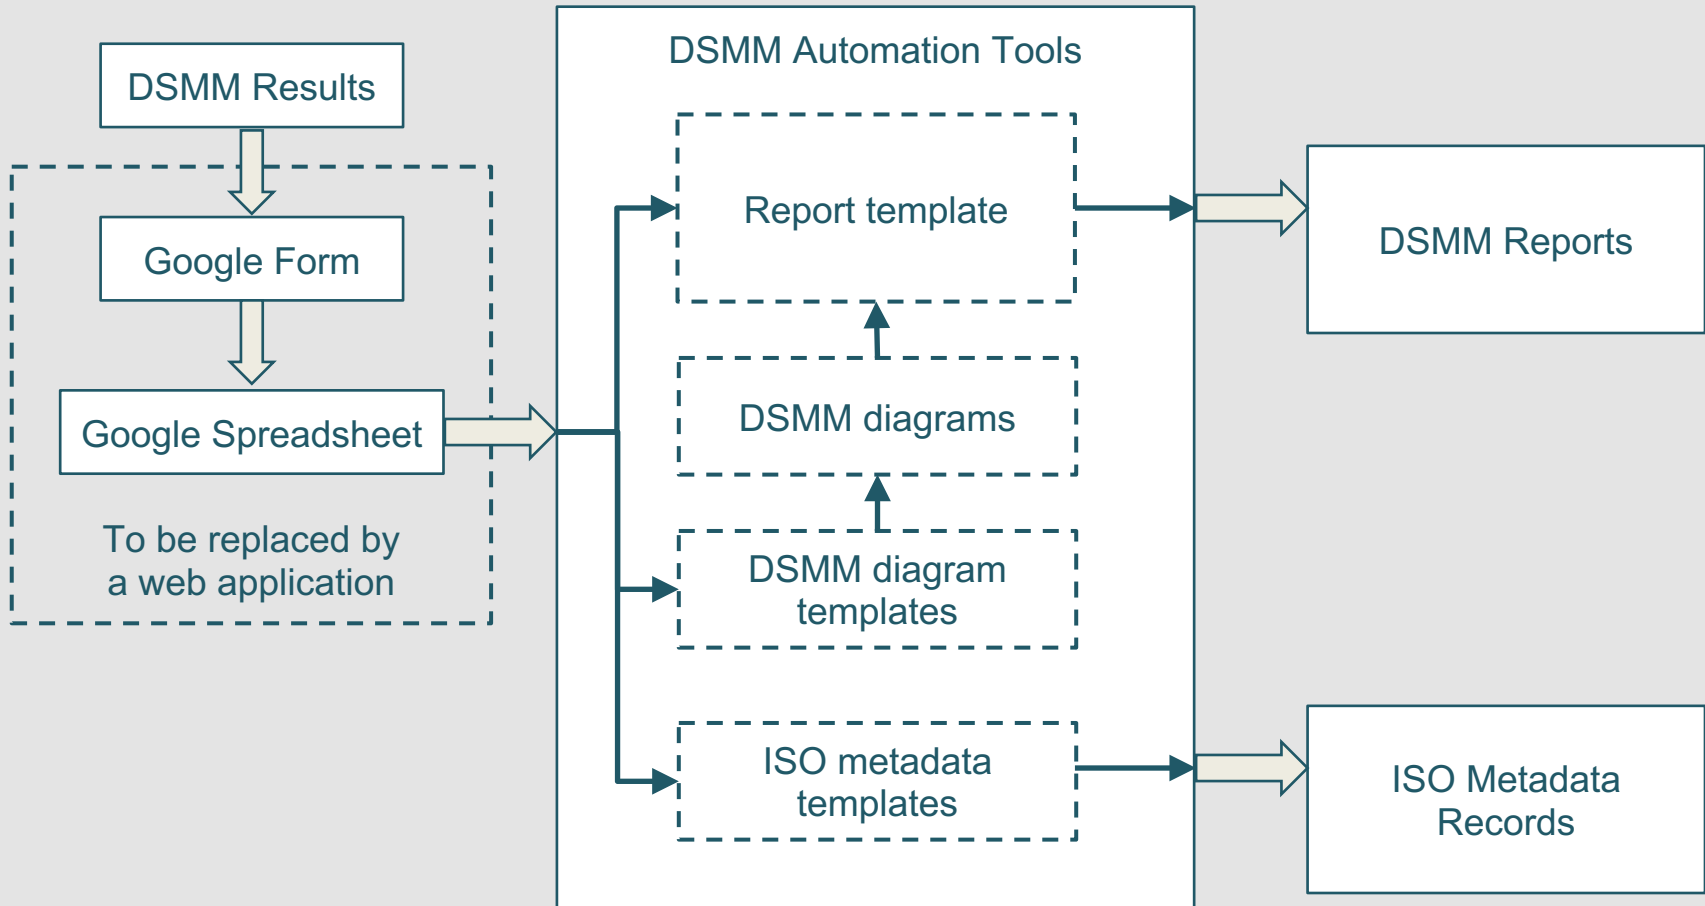 DSMM Results
Google Form
Google Spreadsheet
To be replaced by
a web application
DSMM Automation Tools
Report template
DSMM diagrams
DSMM diagram
templates
ISO metadata
templates
DSMM Reports
ISO Metadata
Records